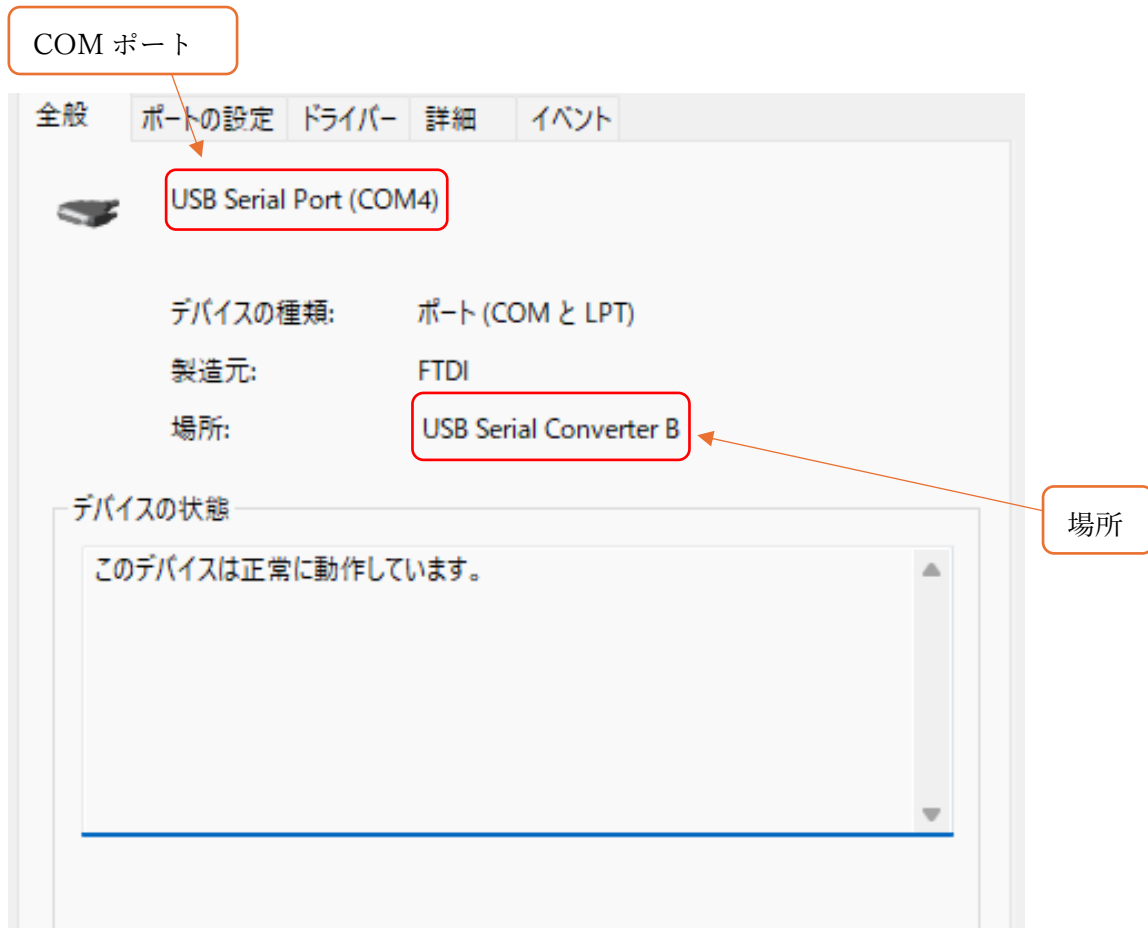 COM ポート
全般 ポートの設定 ドライバー 詳細 イベント
USB Serial Port (COM4)
デバイスの種類: ポート (COM と LPT)
製造元: FTDI
場所: USB Serial Converter B
場所
デバイスの状態
このデバイスは正常に動作しています。